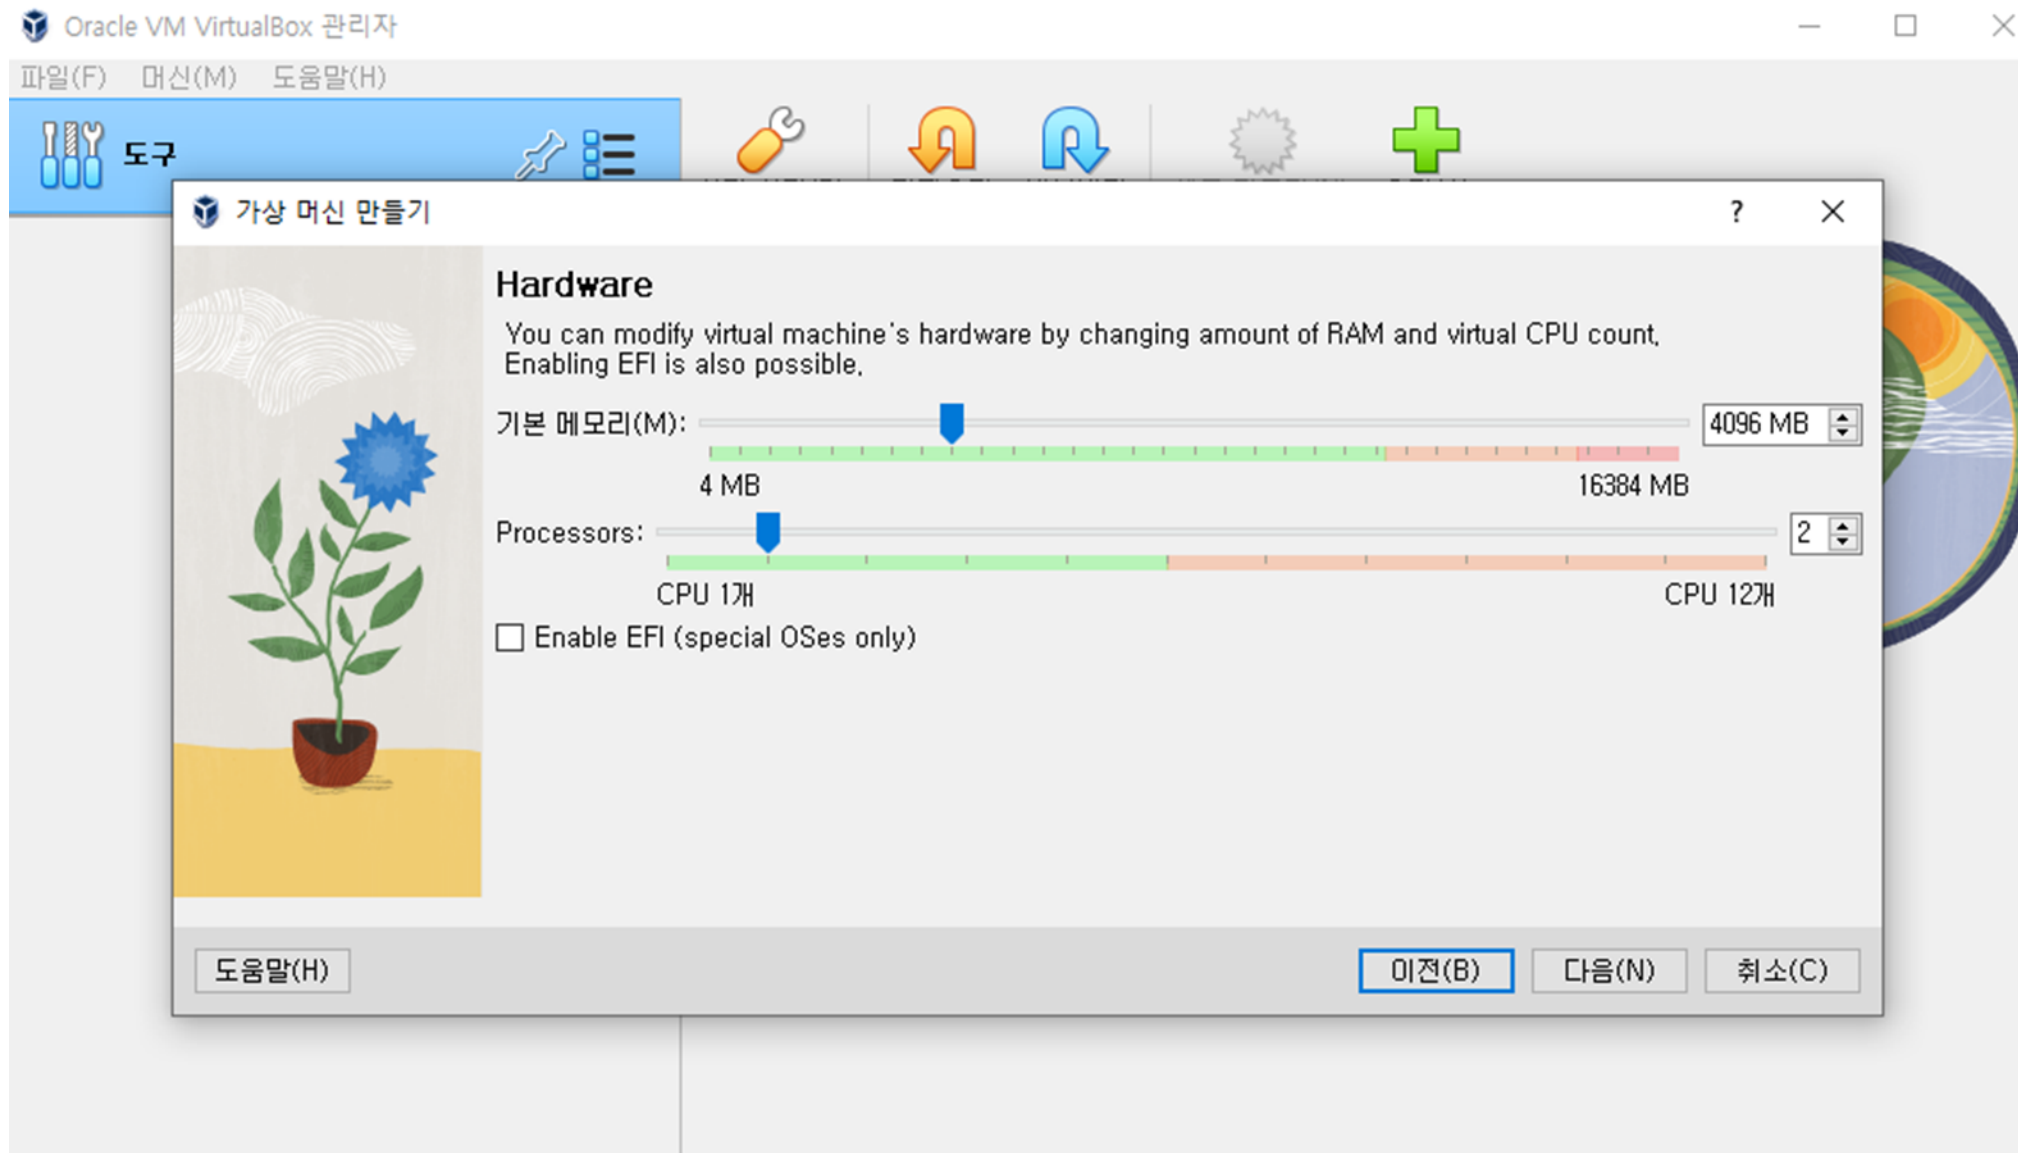 Oracle VM VirtualBox 관리자
파일(F) 머신(M) 도움말(H)
도구
가상 머신 만들기
?
Hardware
You can modify virtual machine's hardware by changing amount of RAM and virtual CPU count.
Enabling EFI is also possible.
기본 메모리(M): 4096 MB
4 MB 16384 MB
Processors: 2
CPU 1개 CPU 12개
Enable EFI (special OSes only)
도움말(H) 이전(B) 다음(N) 취소(C)